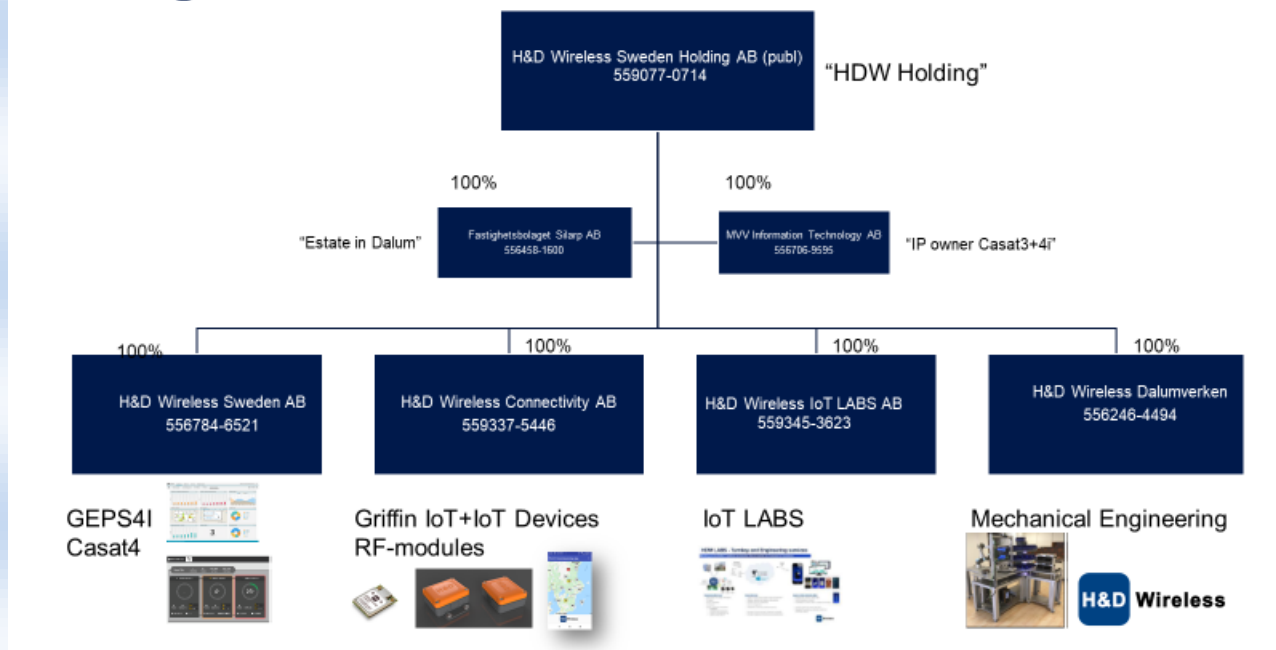 H&D Wireless Sweden Holding AB (publ)
559077-0714
“HDW Holding”
100%
100%
“Estate in Dalum”
Fastighetsbolaget Silarp AB
556458-1600
MVV Information Technology AB
556706-9595
“IP owner Casat3+4i”
100%
100%
100%
100%
H&D Wireless Sweden AB
556784-6521
H&D Wireless Connectivity AB
559337-5446
H&D Wireless IoT LABS AB
559345-3623
H&D Wireless Dalumverken
556246-4494
GEPS4I
Casat4
Griffin IoT+IoT Devices
RF-modules
IoT LABS
Mechanical Engineering
H&D Wireless